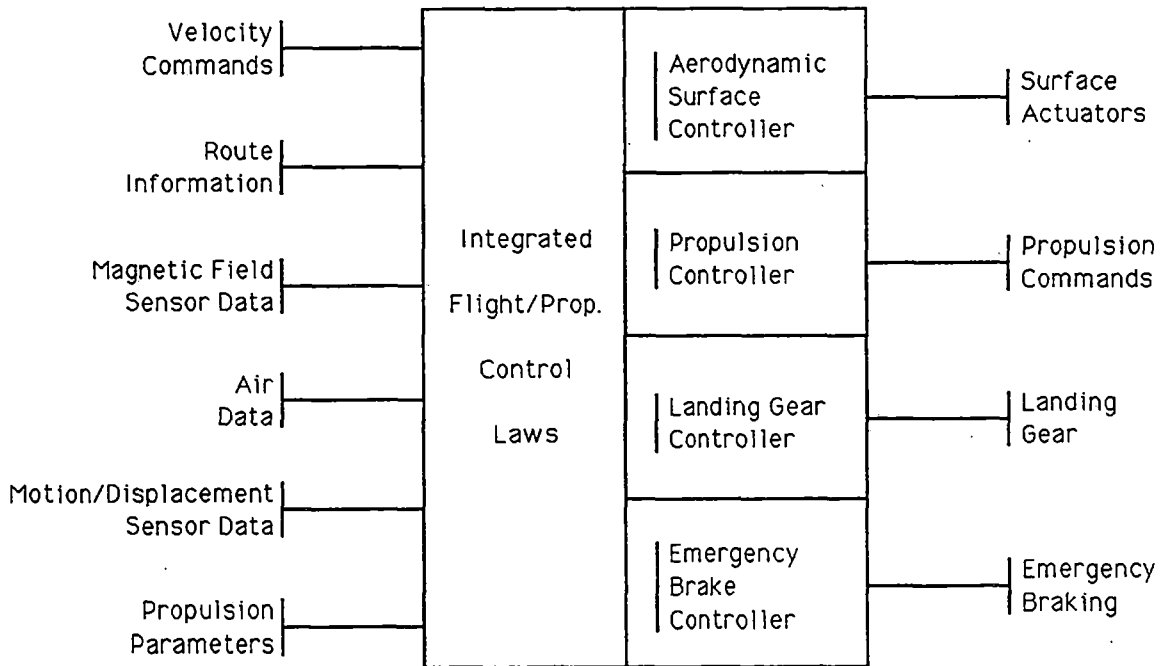 Velocity
Commands
Route
Information
Magnetic Field
Sensor Data
Air
Data
Motion/Displacement
Sensor Data
Propulsion
Parameters
Integrated
Flight/Prop.
Control
Laws
Aerodynamic
Surface
Controller
Propulsion
Controller
Landing Gear
Controller
Emergency
Brake
Controller
Surface
Actuators
Propulsion
Commands
Landing
Gear
Emergency
Braking